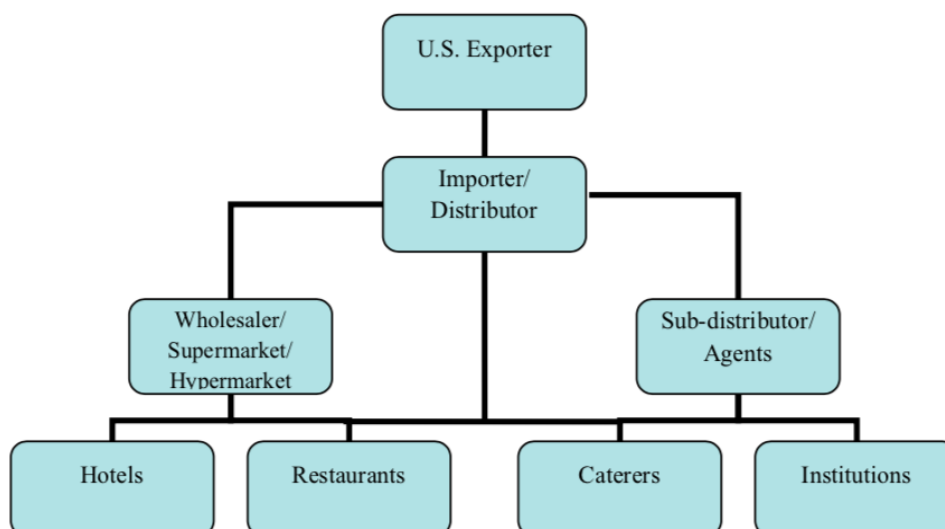 U.S. Exporter
Importer/
Distributor
Wholesaler/
Supermarket/
Hypermarket
Sub-distributor/
Agents
Hotels
Restaurants
Caterers
Institutions